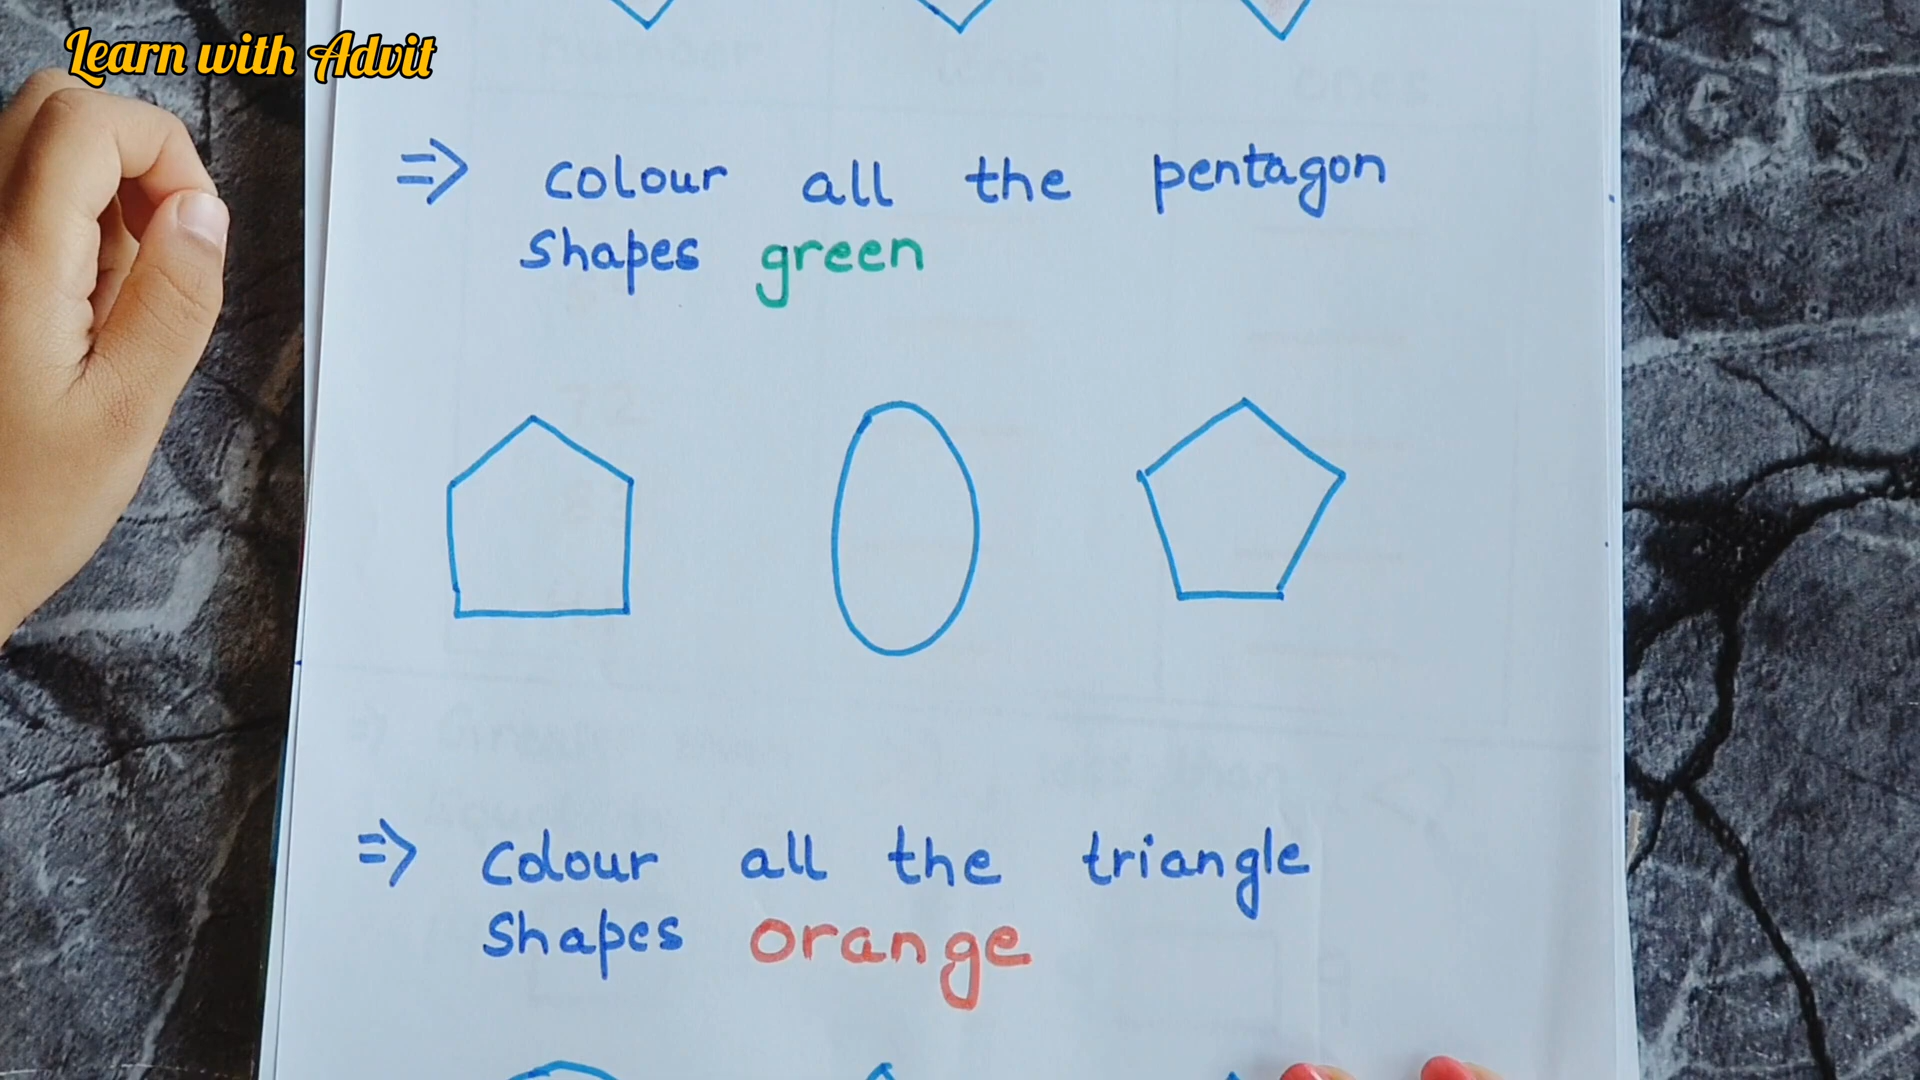 Learn with Advit
=> colour all the pentagon
shapes green
=> colour all the triangle
shapes orange